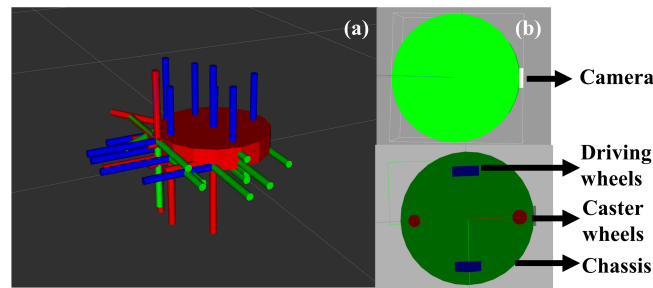 (a)
(b)
Camera
Driving
wheels
Caster
wheels
Chassis